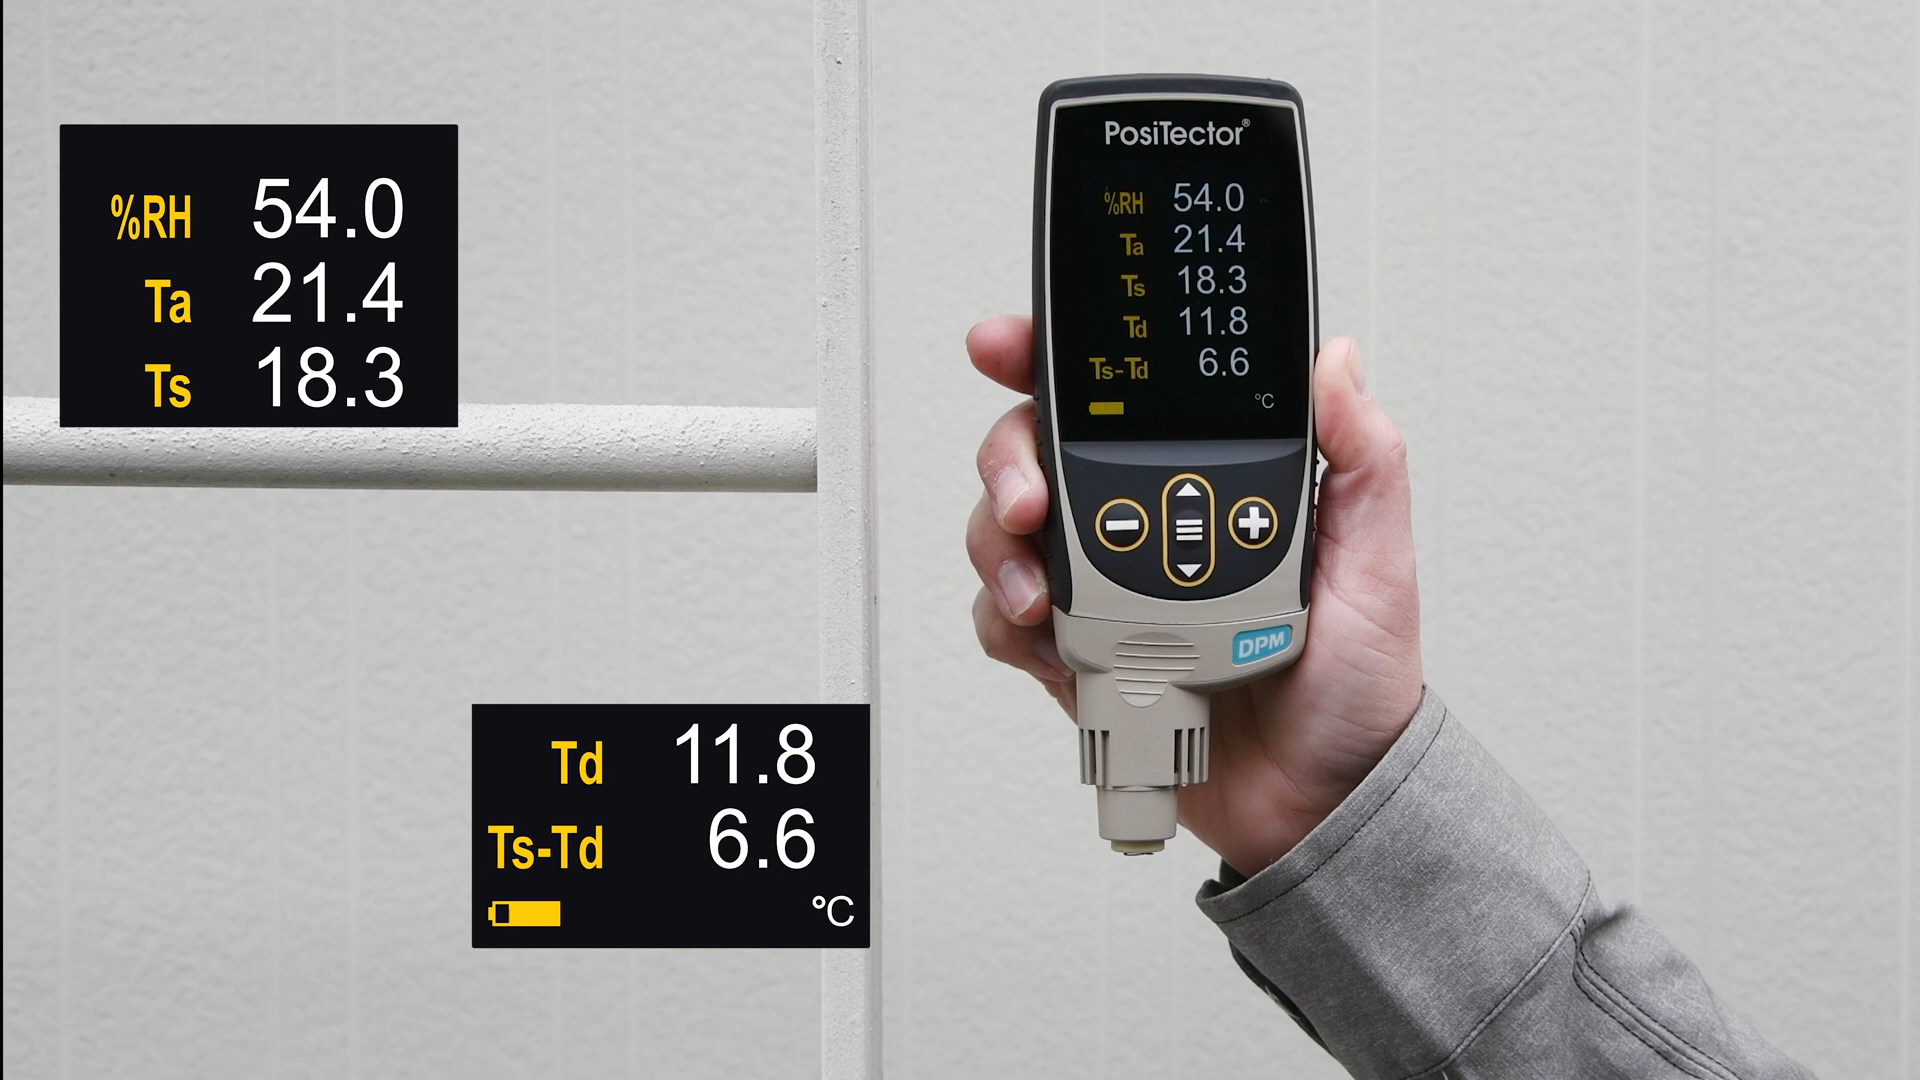 %RH 54.0
Ta 21.4
Ts 18.3
Td 11.8
Ts-Td 6.6
°C
PosiTector®
%RH 54.0
Ta 21.4
Ts 18.3
Td 11.8
Ts-Td 6.6
°C
DPM